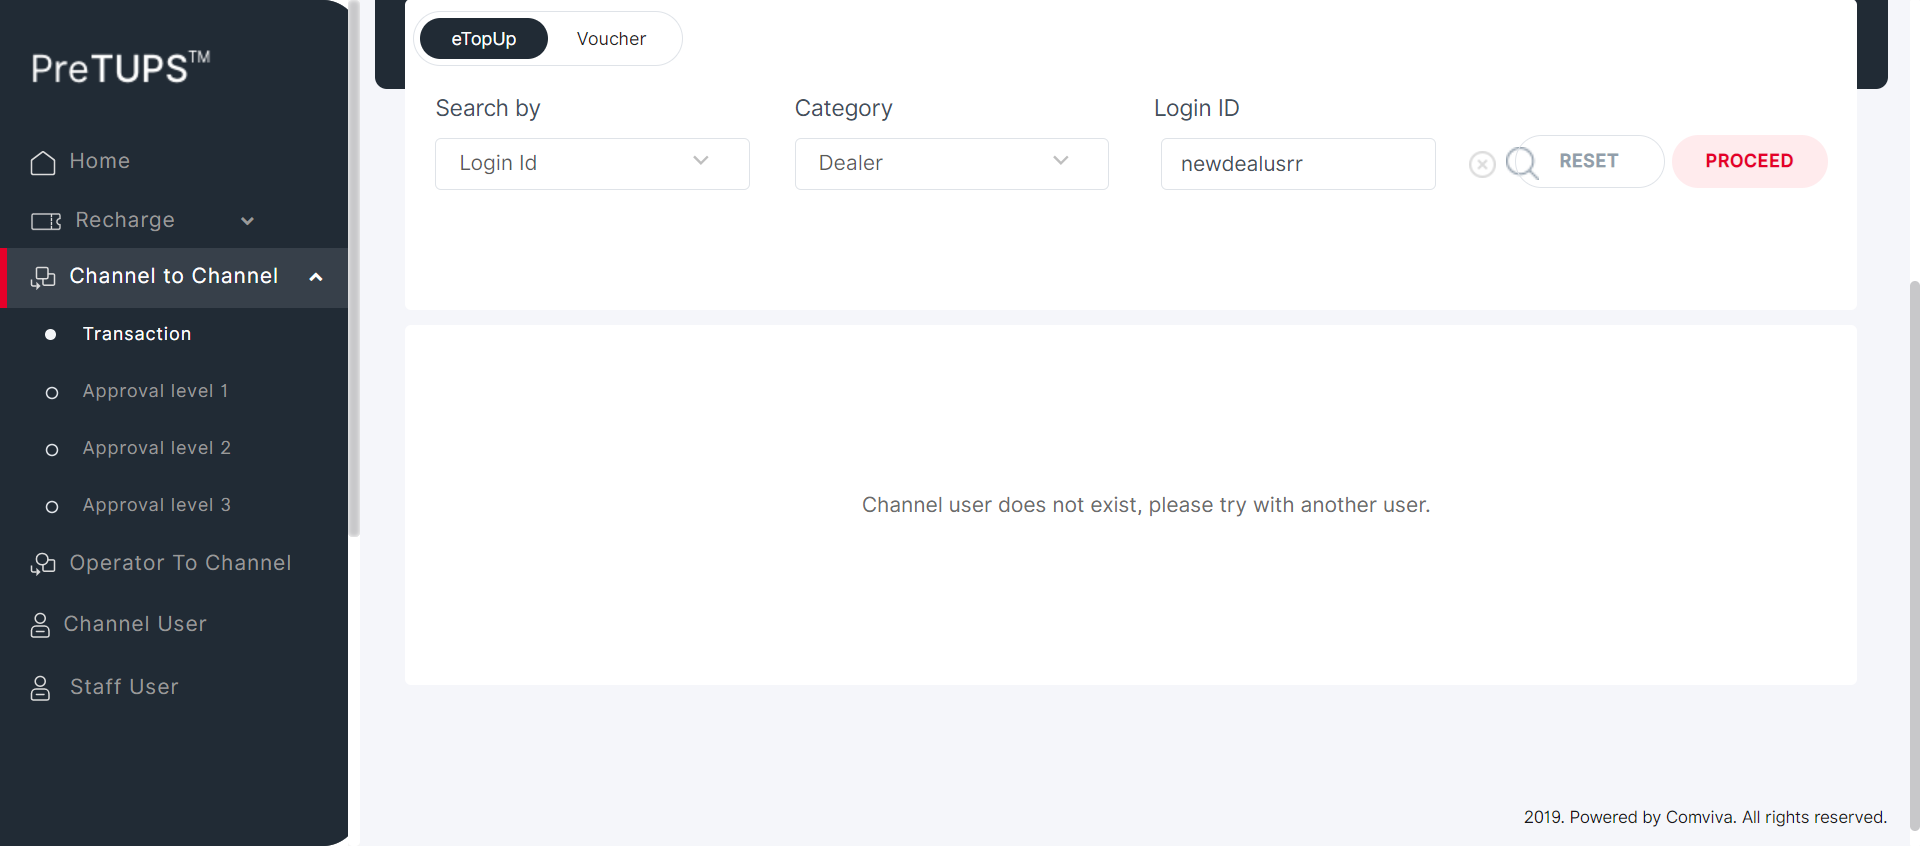 PreTUPS™
Home
Recharge
Channel to Channel
Transaction
Approval level 1
Approval level 2
Approval level 3
Operator To Channel
Channel User
Staff User
eTopUp Voucher
Search by Category Login ID
Login Id Dealer newdealusrr RESET PROCEED
Channel user does not exist, please try with another user.
2019. Powered by Comviva. All rights reserved.